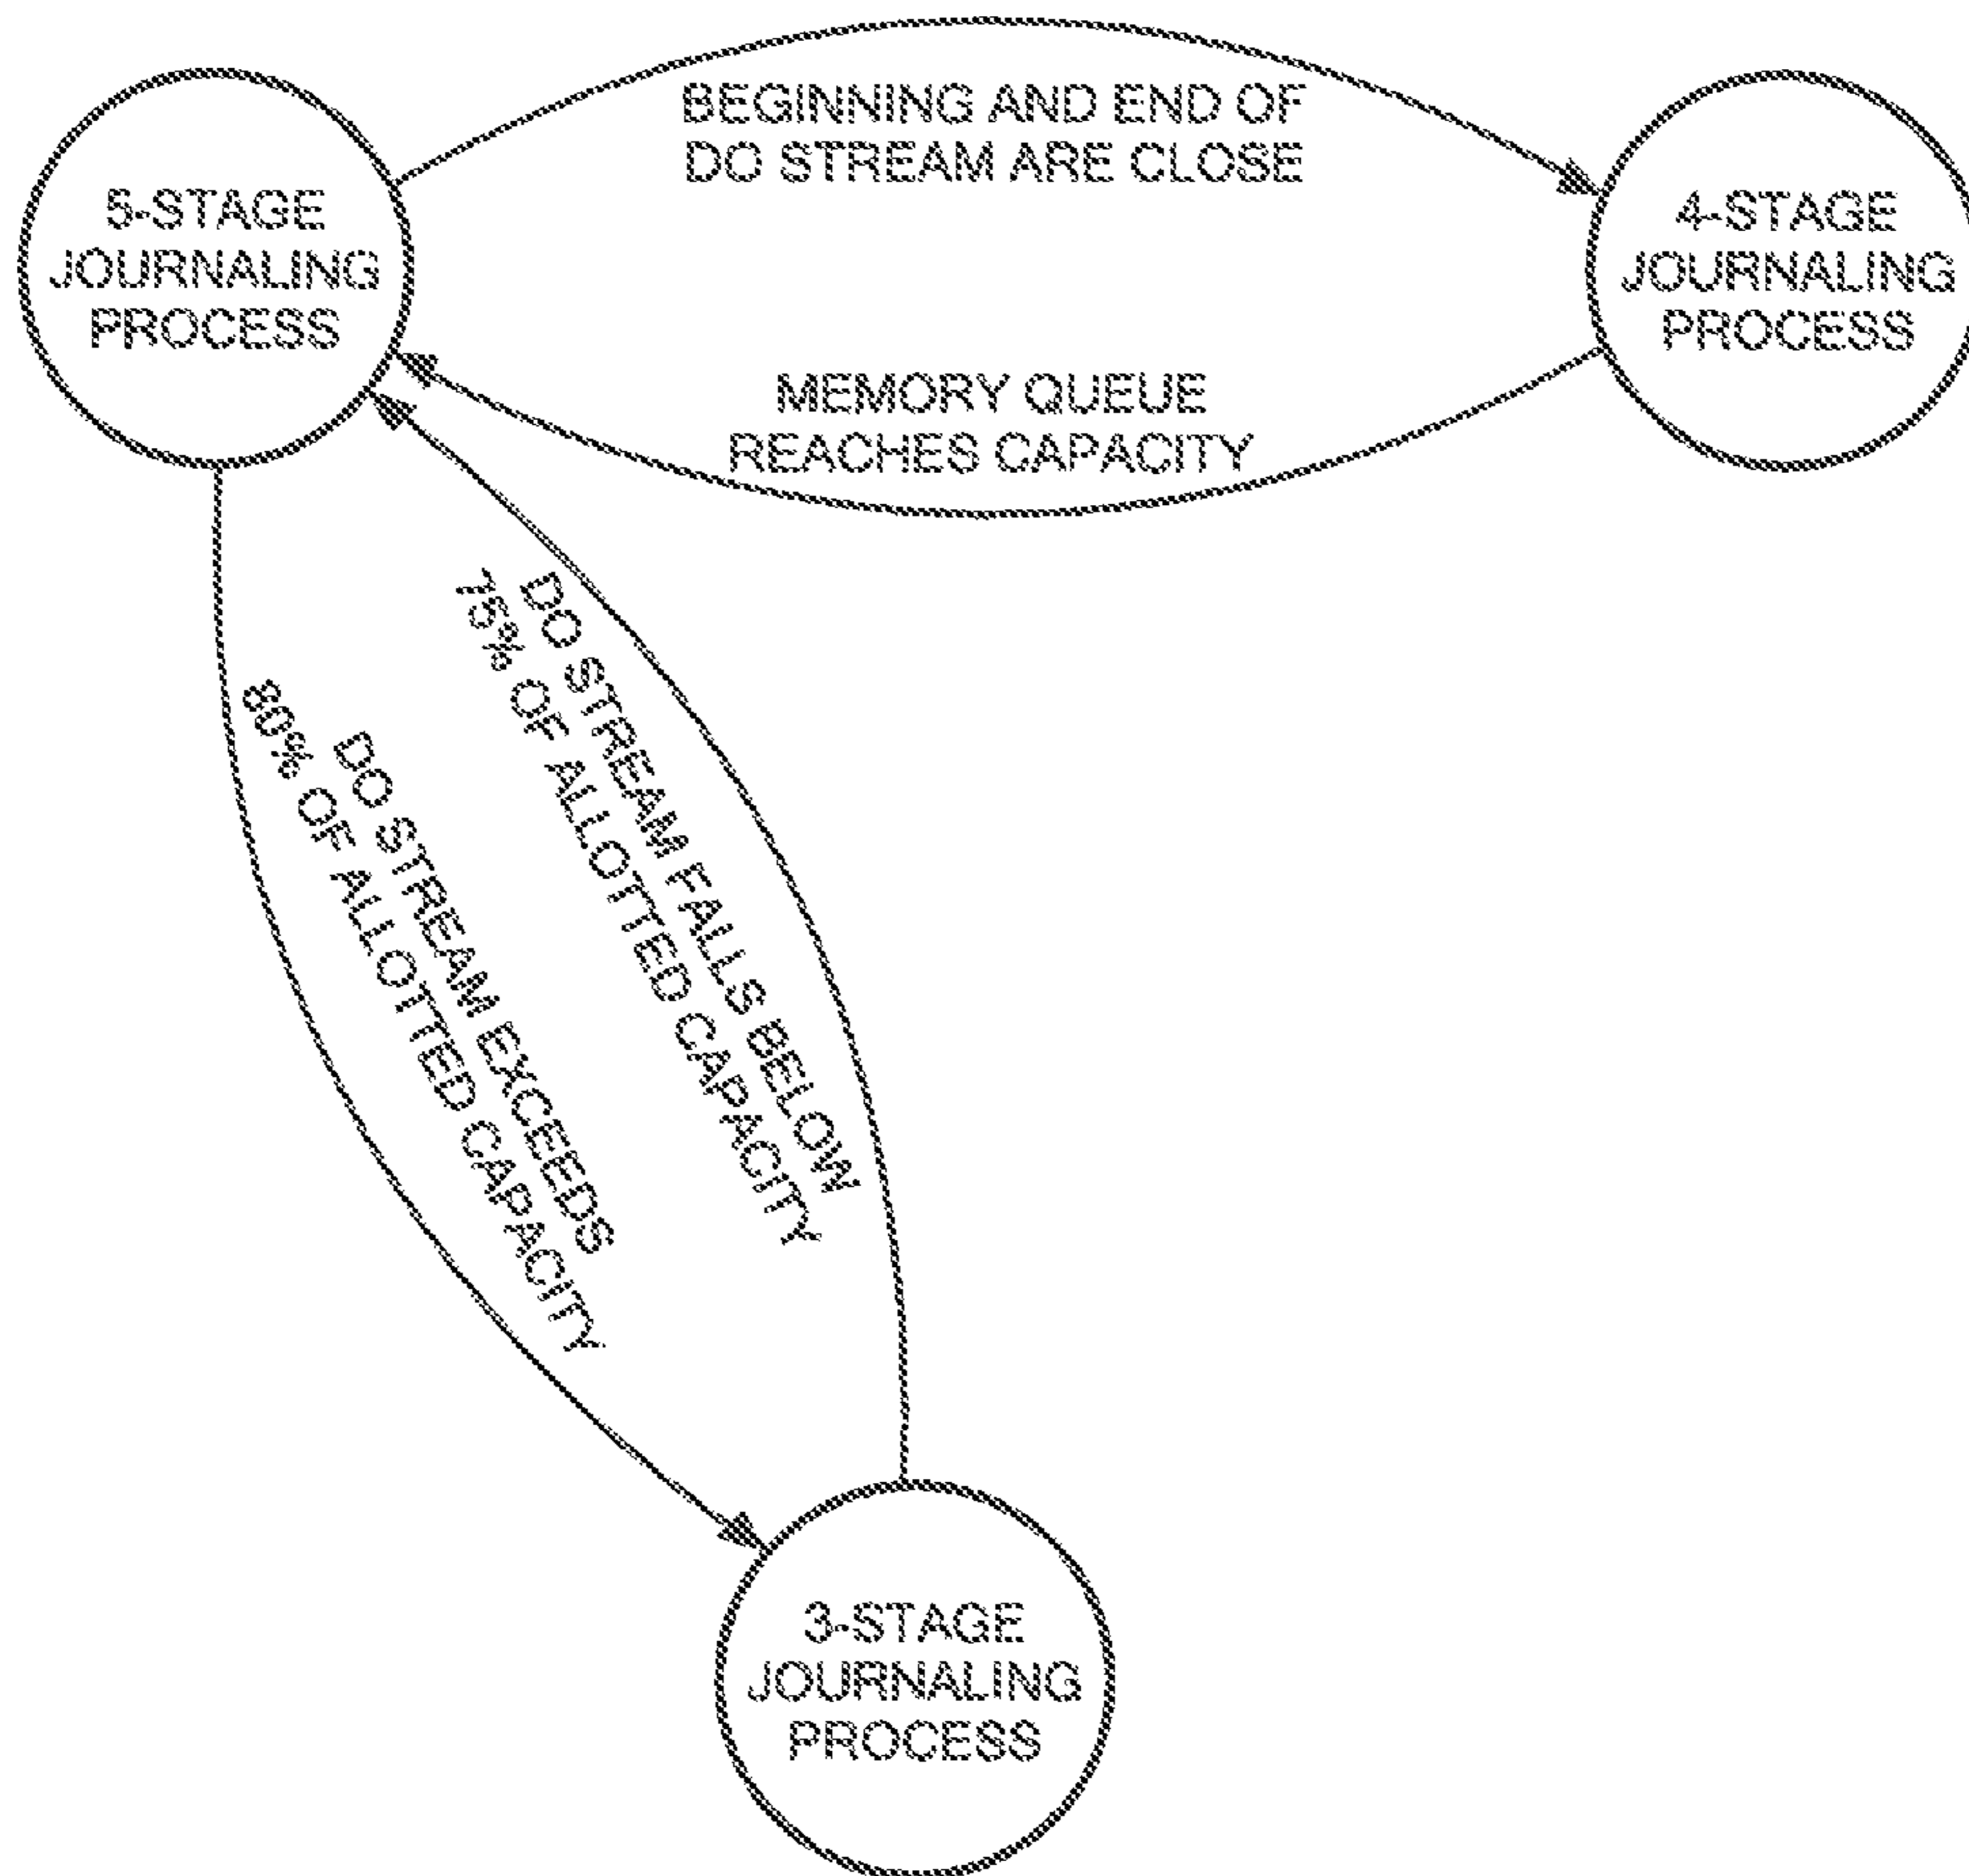 BEGINNING AND END OF
DO STREAM ARE CLOSE
5-STAGE
JOURNALING
PROCESS
4-STAGE
JOURNALING
PROCESS
MEMORY QUEUE
REACHES CAPACITY
DO STREAM FALLS BELOW
75% OF ALLOTTED CAPACITY
DO STREAM EXCEEDS
80% OF ALLOTTED CAPACITY
3-STAGE
JOURNALING
PROCESS